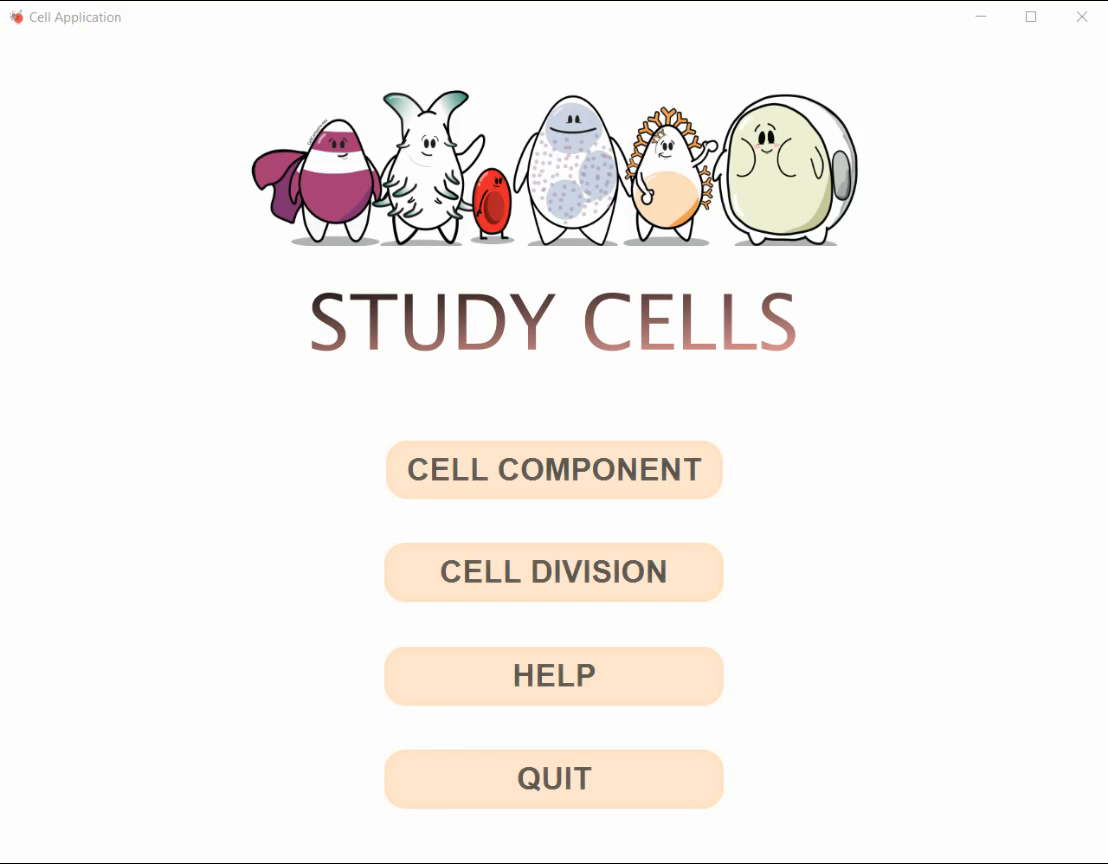 Cell Application
STUDY CELLS
CELL COMPONENT
CELL DIVISION
HELP
QUIT